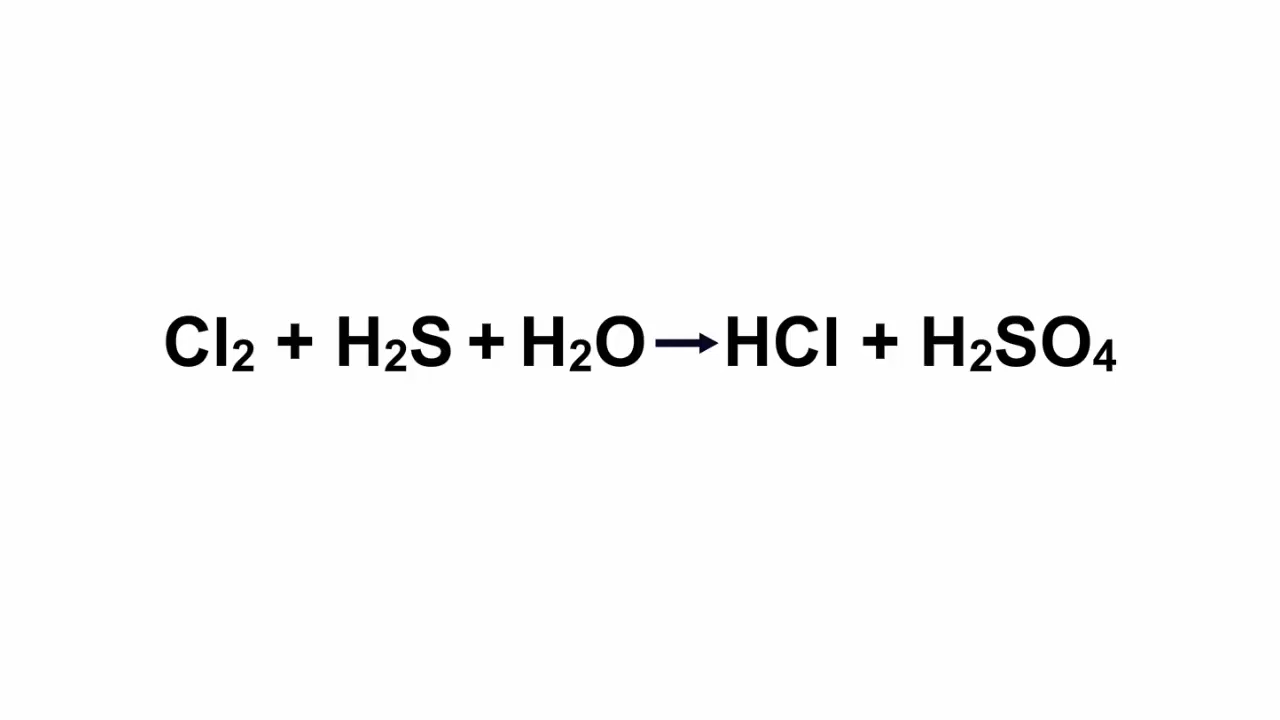 Cl₂ + H₂S + H₂O → HCl + H₂SO₄